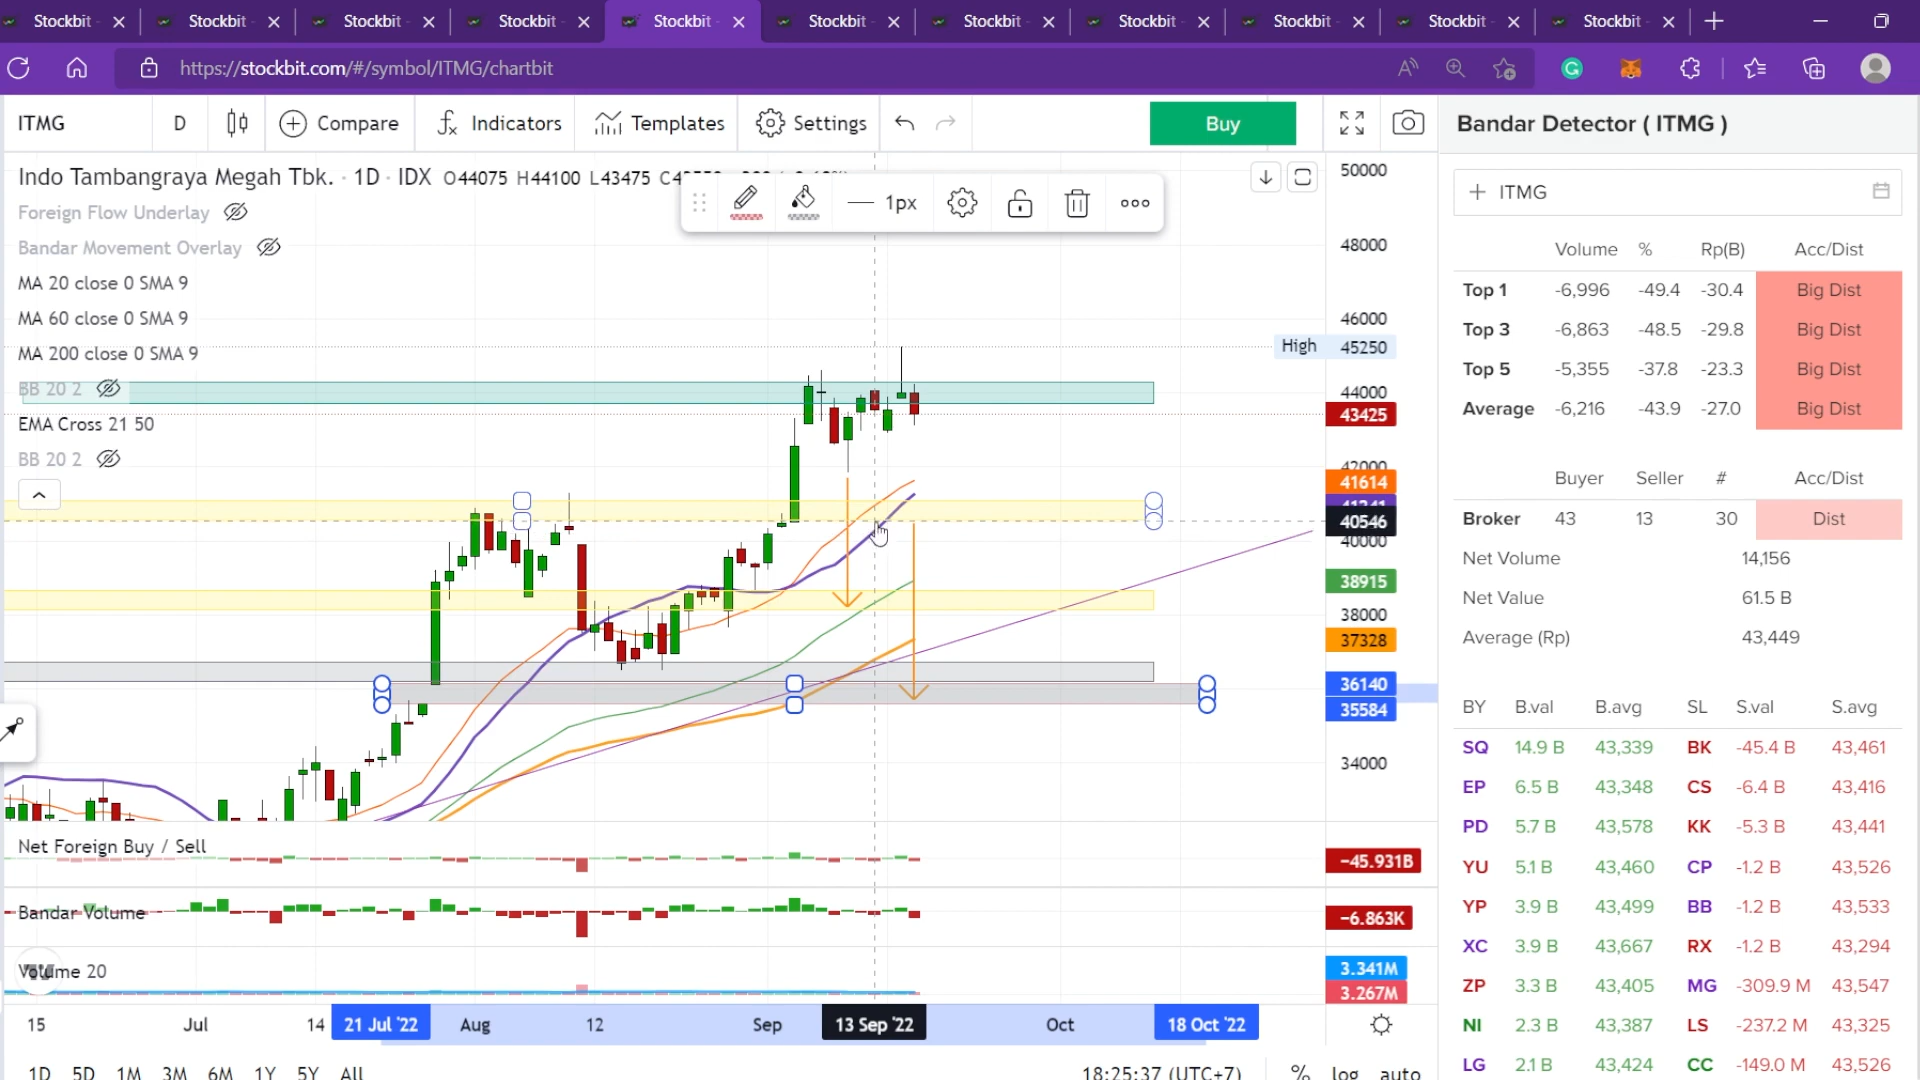 Stockbit Stockbit Stockbit Stockbit Stockbit Stockbit Stockbit Stockbit Stockbit Stockbit Stockbit
https://stockbit.com/#/symbol/ITMG/chartbit
ITMG D Compare Indicators Templates Settings Buy
Indo Tambangraya Megah Tbk. · 1D · IDX O44075 H44100 L43475
1px
Foreign Flow Underlay
Bandar Movement Overlay
MA 20 close 0 SMA 9
MA 60 close 0 SMA 9
MA 200 close 0 SMA 9
BB 20 2
EMA Cross 21 50
BB 20 2
50000
48000
46000
High 45250
44000
43425
42000
41614
40546
40000
38915
38000
37328
36140
35584
34000
Net Foreign Buy / Sell
−45.931B
Bandar Volume
−6.863K
Volume 20
3.341M
3.267M
15 Jul 14 21 Jul '22 Aug 12 Sep 13 Sep '22 Oct 18 Oct '22
1D 5D 1M 3M 6M 1Y 5Y All 18:25:37 (UTC+7) % log auto
Bandar Detector ( ITMG )
ITMG
Volume % Rp(B) Acc/Dist
Top 1 -6,996 -49.4 -30.4 Big Dist
Top 3 -6,863 -48.5 -29.8 Big Dist
Top 5 -5,355 -37.8 -23.3 Big Dist
Average -6,216 -43.9 -27.0 Big Dist
Buyer Seller # Acc/Dist
Broker 43 13 30 Dist
Net Volume 14,156
Net Value 61.5 B
Average (Rp) 43,449
BY B.val B.avg SL S.val S.avg
SQ 14.9 B 43,339 BK -45.4 B 43,461
EP 6.5 B 43,348 CS -6.4 B 43,416
PD 5.7 B 43,578 KK -5.3 B 43,441
YU 5.1 B 43,460 CP -1.2 B 43,526
YP 3.9 B 43,499 BB -1.2 B 43,533
XC 3.9 B 43,667 RX -1.2 B 43,294
ZP 3.3 B 43,405 MG -309.9 M 43,547
NI 2.3 B 43,387 LS -237.2 M 43,325
LG 2.1 B 43,424 CC -149.0 M 43,526